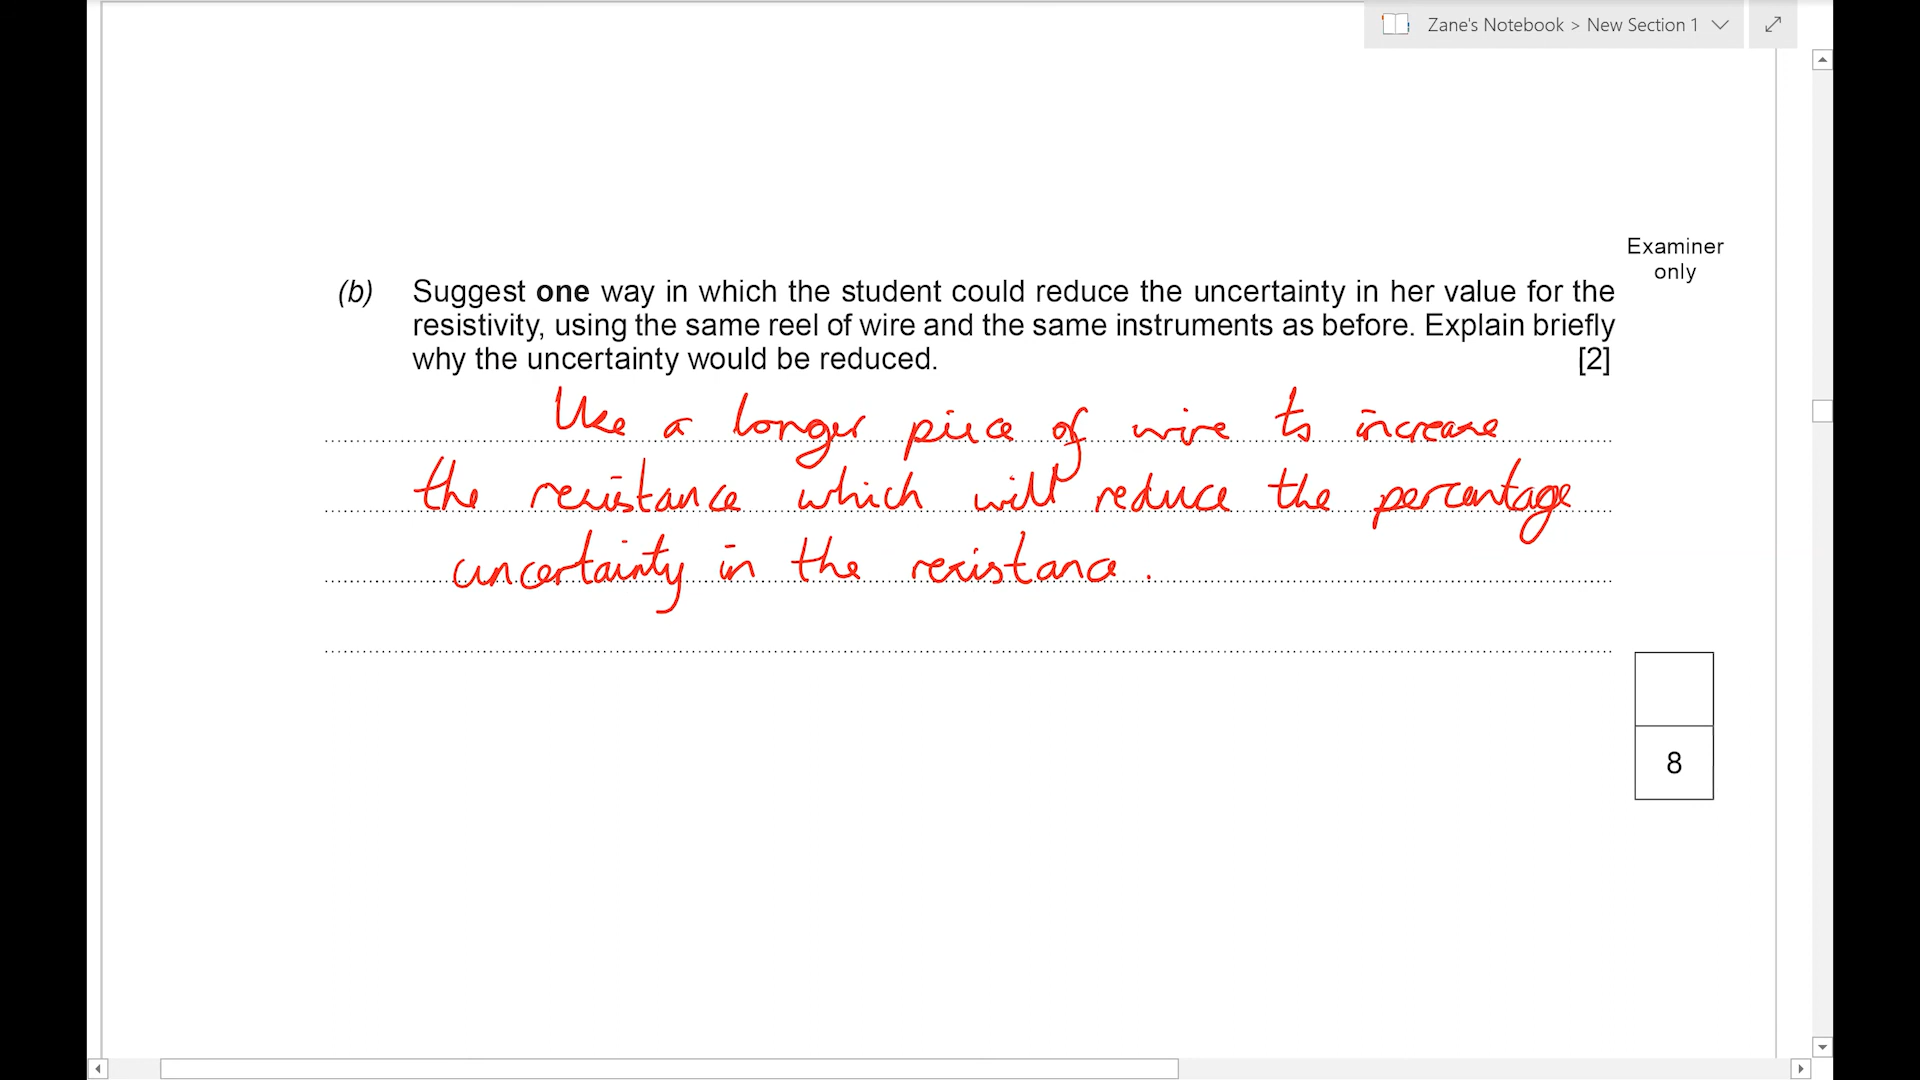 Zane's Notebook > New Section 1
Examiner
only
(b) Suggest one way in which the student could reduce the uncertainty in her value for the
resistivity, using the same reel of wire and the same instruments as before. Explain briefly
why the uncertainty would be reduced. [2]
Use a longer piece of wire to increase
the resistance which will reduce the percentage
uncertainty in the resistance.
8